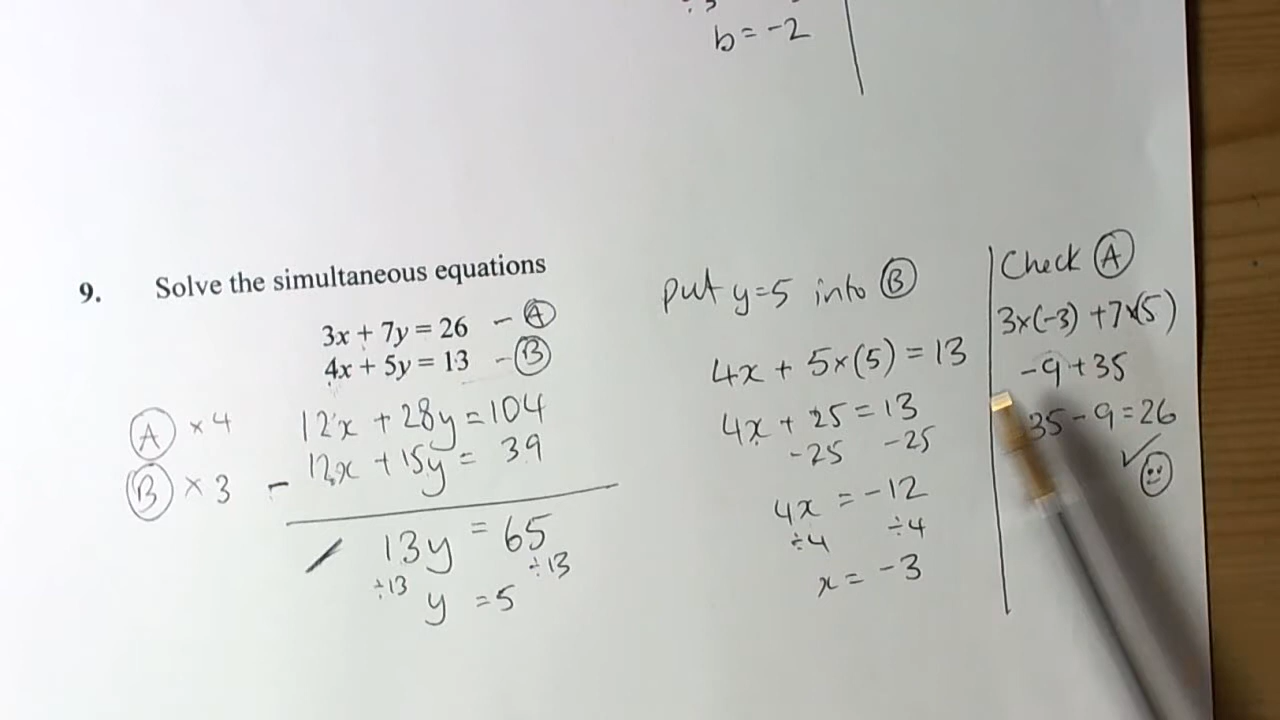 b = -2
9. Solve the simultaneous equations
3x + 7y = 26 - A
4x + 5y = 13 - B
A × 4 12x + 28y = 104
B × 3 - 12x + 15y = 39
13y = 65
÷13 ÷13
y = 5
put y=5 into B
4x + 5×(5) = 13
4x + 25 = 13
-25 -25
4x = -12
÷4 ÷4
x = -3
Check A
3×(-3) + 7×(5)
-9+35
35-9=26